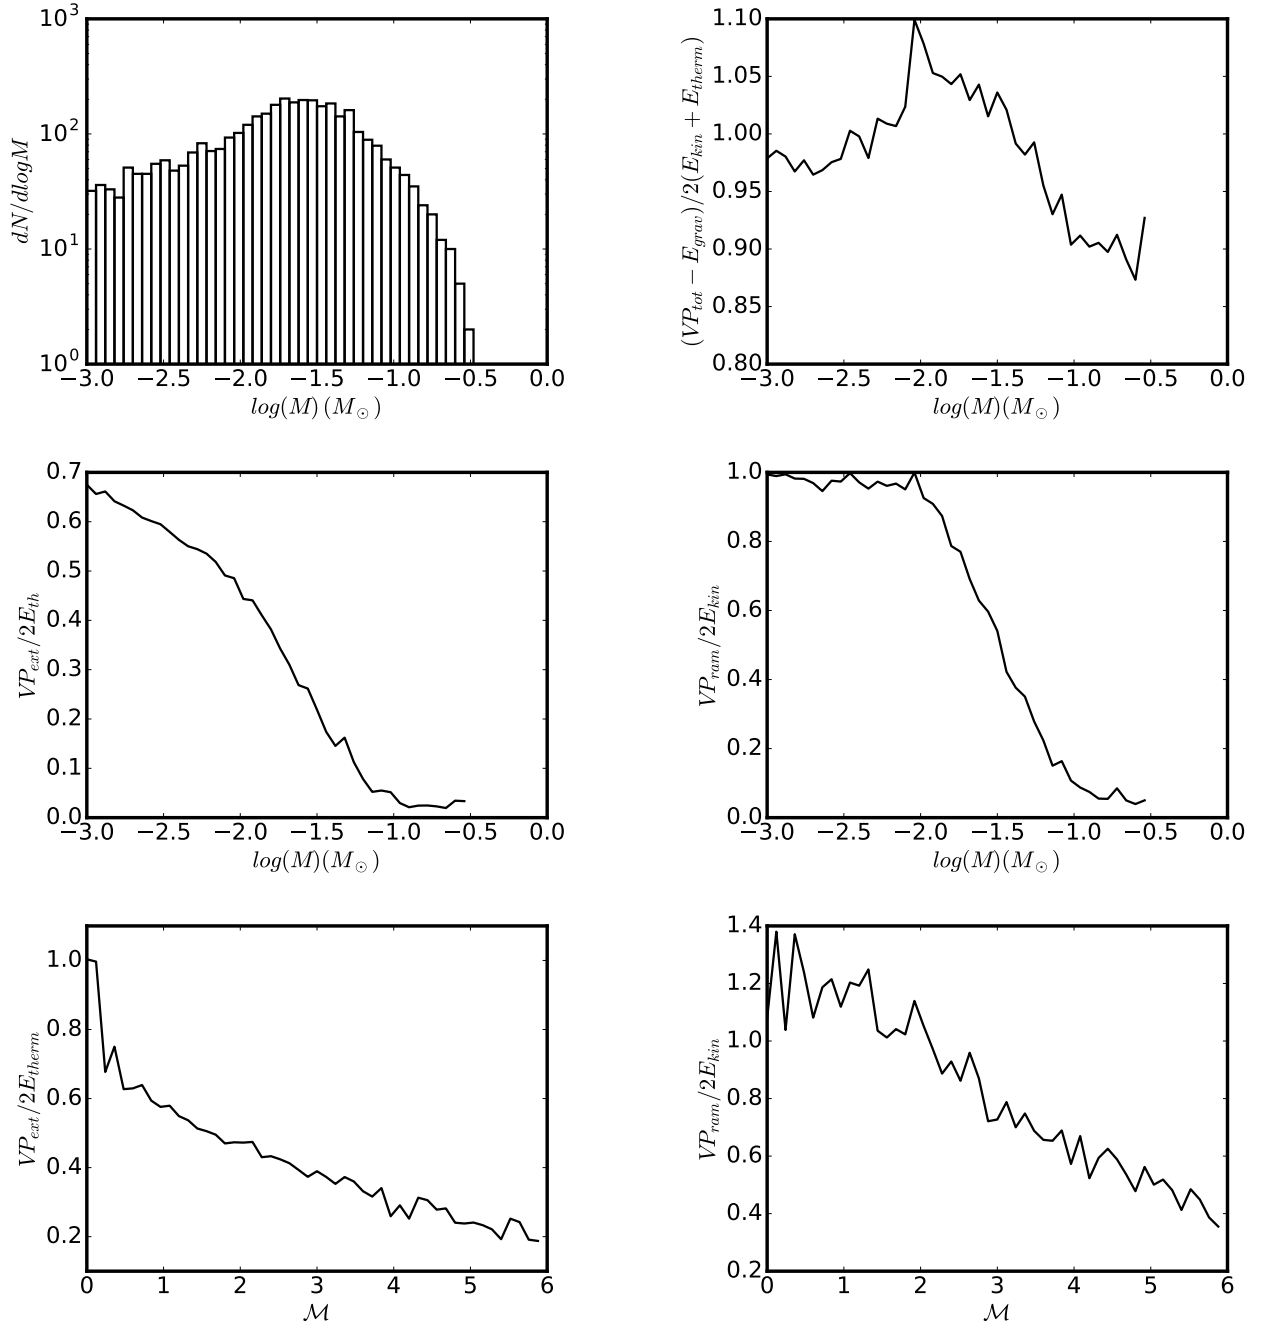 10^3
10^2
10^1
10^0
dN/dlogM
−3.0 −2.5 −2.0 −1.5 −1.0 −0.5 0.0
log(M)(M_⊙)
1.10
1.05
1.00
0.95
0.90
0.85
0.80
(VP_tot − E_grav)/2(E_kin + E_therm)
−3.0 −2.5 −2.0 −1.5 −1.0 −0.5 0.0
log(M)(M_⊙)
0.7
0.6
0.5
0.4
0.3
0.2
0.1
0.0
VP_ext/2E_th
−3.0 −2.5 −2.0 −1.5 −1.0 −0.5 0.0
log(M)(M_⊙)
1.0
0.8
0.6
0.4
0.2
0.0
VP_ram/2E_kin
−3.0 −2.5 −2.0 −1.5 −1.0 −0.5 0.0
log(M)(M_⊙)
1.0
0.8
0.6
0.4
0.2
VP_ext/2E_therm
0 1 2 3 4 5 6
ℳ
1.4
1.2
1.0
0.8
0.6
0.4
0.2
VP_ram/2E_kin
0 1 2 3 4 5 6
ℳ